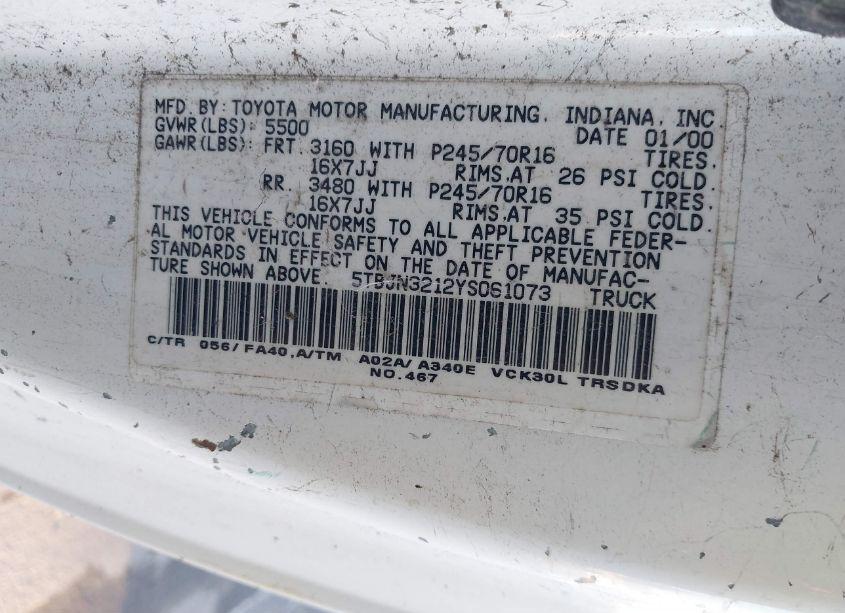 MFD. BY: TOYOTA MOTOR MANUFACTURING, INDIANA, INC
GVWR(LBS): 5500 DATE 01/00
GAWR(LBS): FRT. 3160 WITH P245/70R16 TIRES.
16X7JJ RIMS.AT 26 PSI COLD.
RR. 3480 WITH P245/70R16 TIRES.
16X7JJ RIMS.AT 35 PSI COLD.
THIS VEHICLE CONFORMS TO ALL APPLICABLE FEDER-
AL MOTOR VEHICLE SAFETY AND THEFT PREVENTION
STANDARDS IN EFFECT ON THE DATE OF MANUFAC-
TURE SHOWN ABOVE. 5TBJN3212YS061073 TRUCK
C/TR 056/FA40,A/TM A02A/A340E VCK30L TRSDKA
NO.467